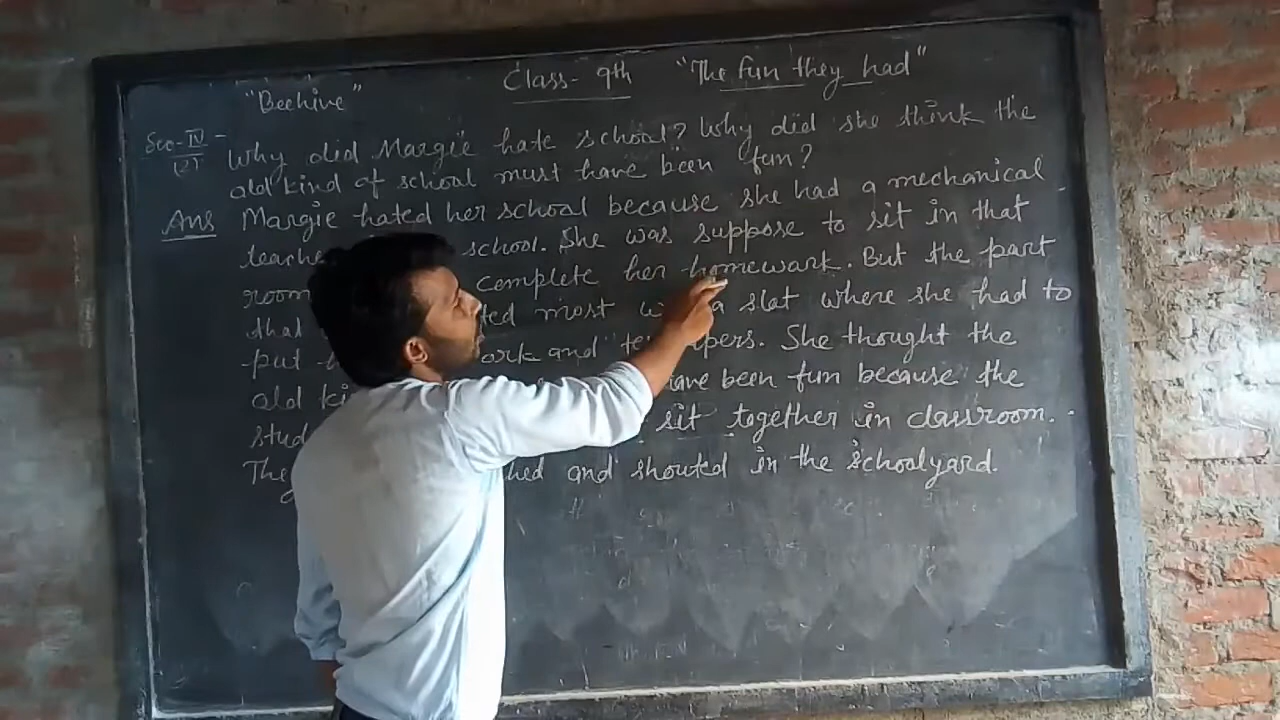 "Beehive" Class- 9th "The fun they had"
Sec-IV (2) - Why did Margie hate school? Why did she think the
old kind of school must have been fun?
Ans Margie hated her school because she had a mechanical
teache school. She was suppose to sit in that
room complete her homework. But the part
that ted most a slot where she had to
put ork and te pers. She thought the
old ki have been fun because the
stud sit together in classroom.
The hed and shouted in the schoolyard.